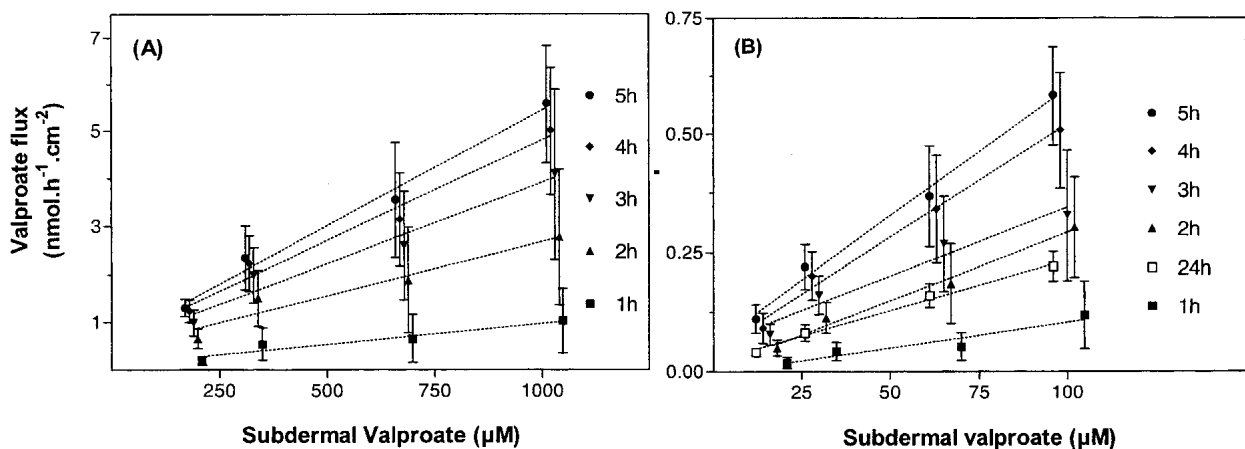 (A)
Valproate flux
(nmol.h⁻¹.cm⁻²)
7
5
3
1
250
500
750
1000
Subdermal Valproate (µM)
5h
4h
3h
2h
1h
(B)
0.75
0.50
0.25
0.00
25
50
75
100
Subdermal valproate (µM)
5h
4h
3h
2h
24h
1h